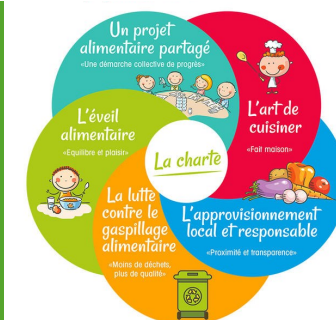 Un projet
alimentaire partagé
«Une démarche collective de progrès»
L'art de
cuisiner
«Fait maison»
L'éveil
alimentaire
«Equilibre et plaisir»
La charte
L'approvisionnement
local et responsable
«Proximité et transparence»
La lutte
contre le
gaspillage
alimentaire
«Moins de déchets,
plus de qualité»